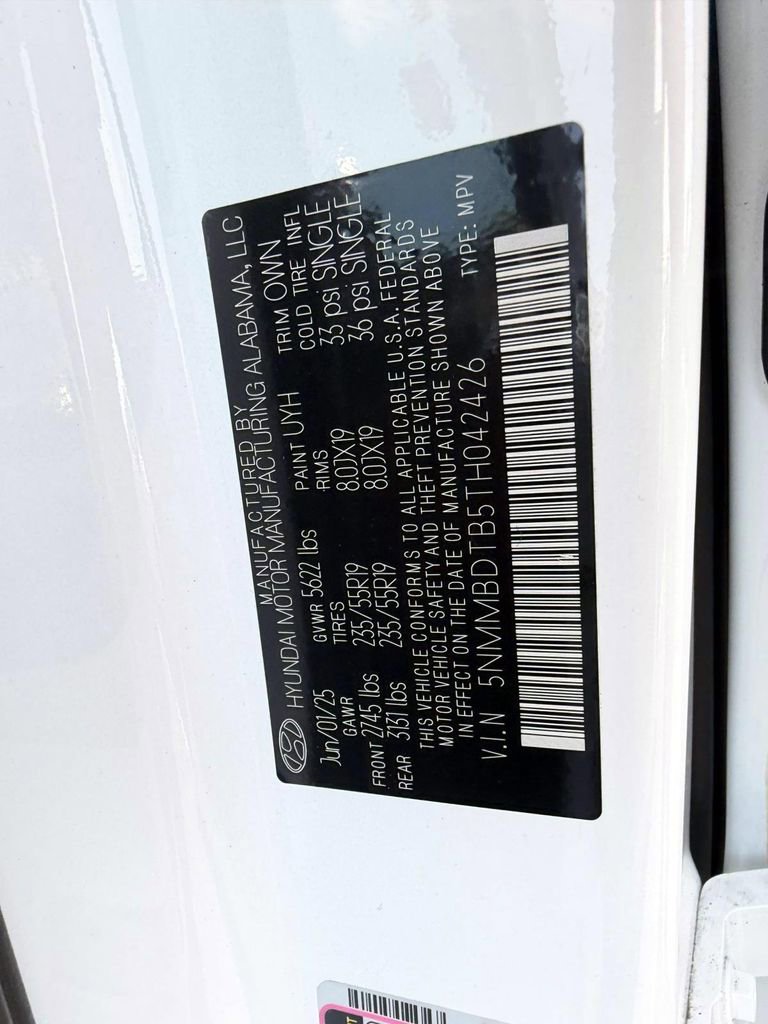 MANUFACTURED BY
HYUNDAI MOTOR MANUFACTURING ALABAMA, LLC
Jun/01/25 GVWR 5622 lbs PAINT UYH TRIM OWN
GAWR TIRES RIMS COLD TIRE INFL
FRONT 2745 lbs 235/55R19 8.0JX19 33 psi SINGLE
REAR 3131 lbs 235/55R19 8.0JX19 36 psi SINGLE
THIS VEHICLE CONFORMS TO ALL APPLICABLE U.S.A. FEDERAL
MOTOR VEHICLE SAFETY AND THEFT PREVENTION STANDARDS
IN EFFECT ON THE DATE OF MANUFACTURE SHOWN ABOVE
V.I.N 5NMMBDTB5TH042426 TYPE: MPV